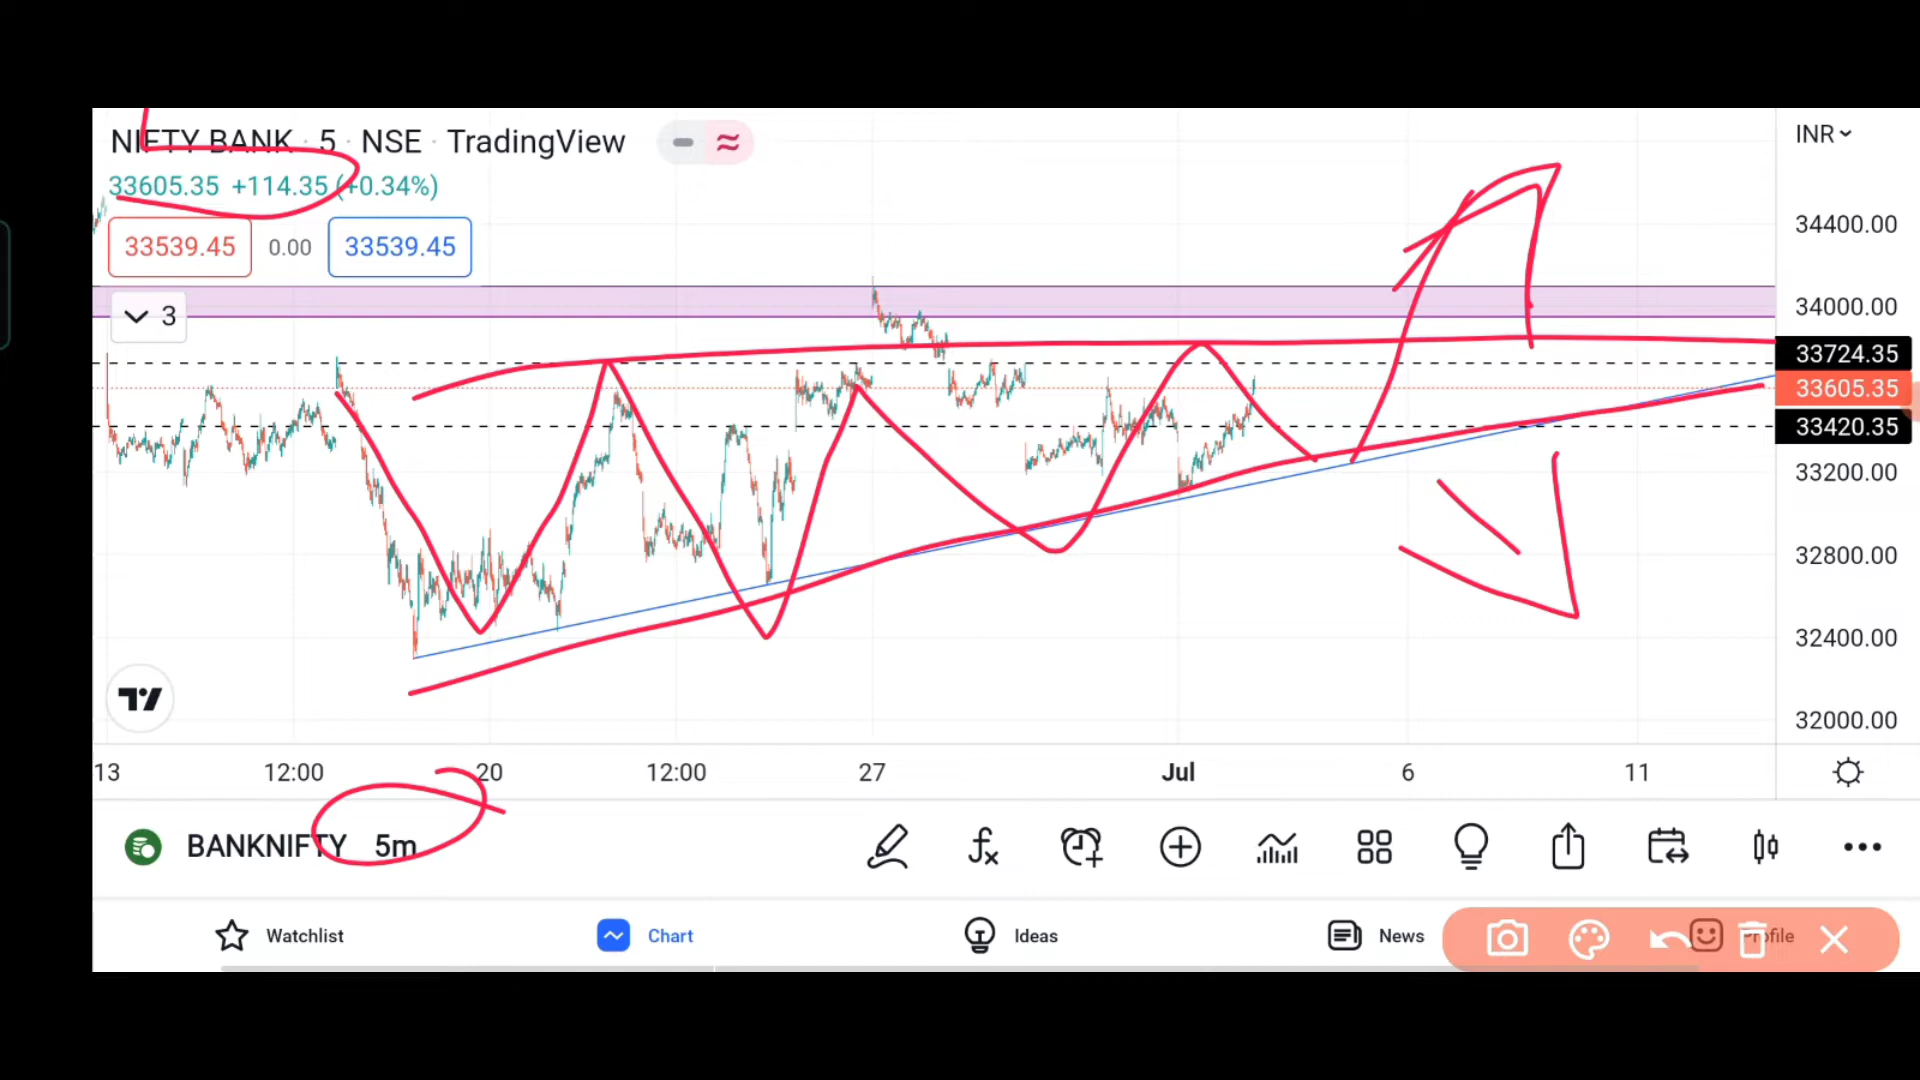 NIFTY BANK · 5 · NSE · TradingView
INR
33605.35 +114.35 (+0.34%)
33539.45 0.00 33539.45
3
34400.00
34000.00
33724.35
33605.35
33420.35
33200.00
32800.00
32400.00
32000.00
13 12:00 20 12:00 27 Jul 6 11
BANKNIFTY 5m
Watchlist Chart Ideas News Profile